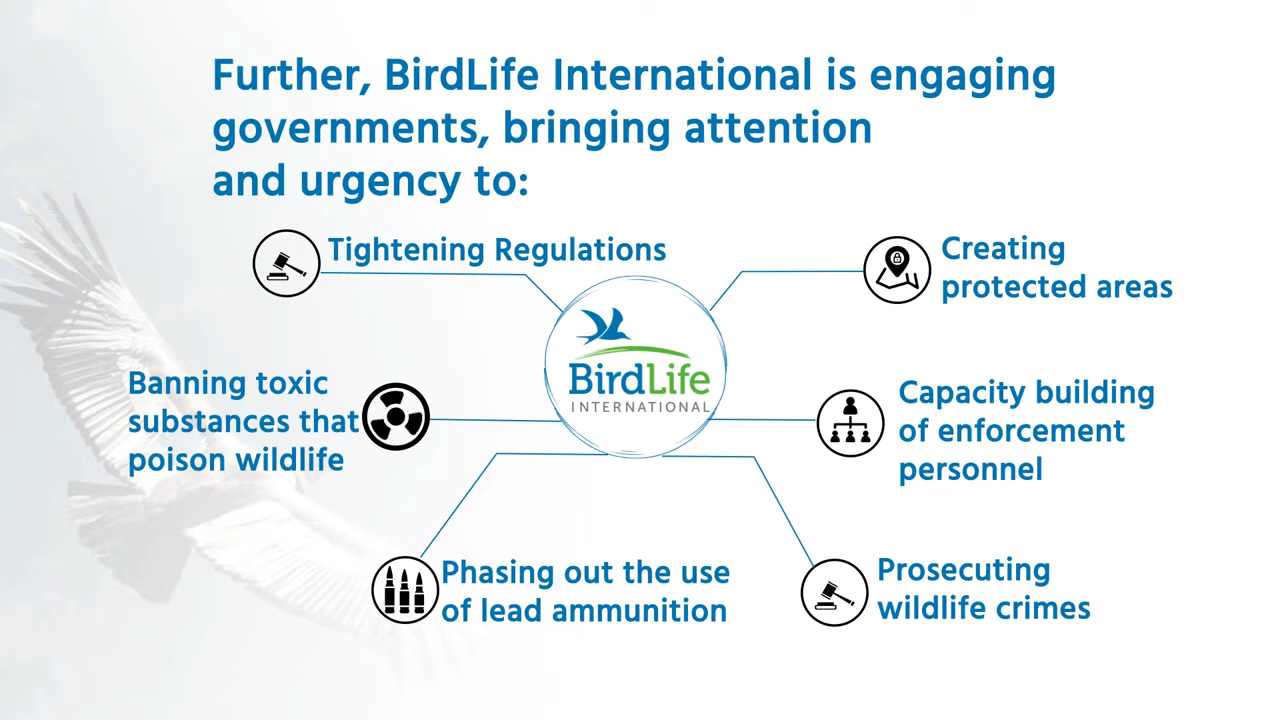 Further, BirdLife International is engaging
governments, bringing attention
and urgency to:
Tightening Regulations
Creating
protected areas
BirdLife
INTERNATIONAL
Banning toxic
substances that
poison wildlife
Capacity building
of enforcement
personnel
Phasing out the use
of lead ammunition
Prosecuting
wildlife crimes